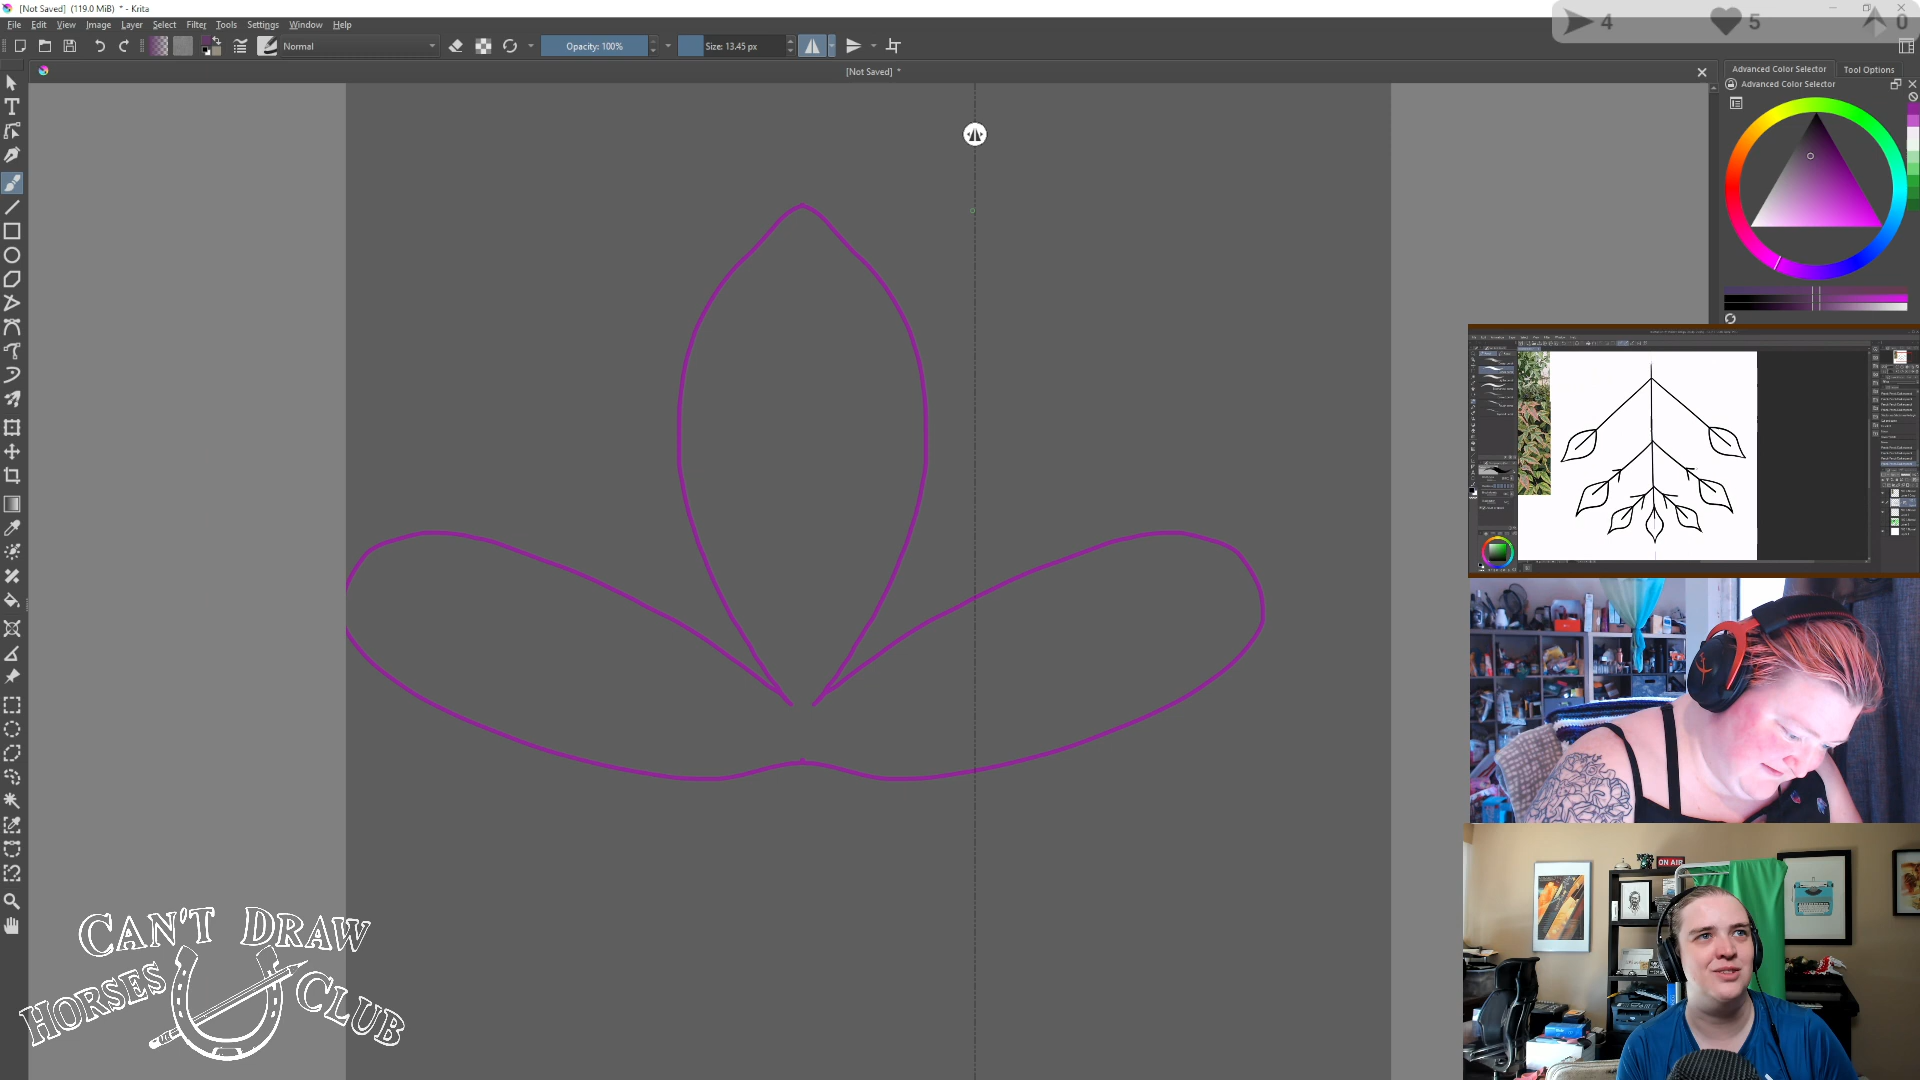 [Not Saved] (119.0 MiB) * - Krita
File Edit View Image Layer Select Filter Tools Settings Window Help
4 5 0
Normal Opacity: 100% Size: 13.45 px
[Not Saved] *
Advanced Color Selector Tool Options
Advanced Color Selector
ON AIR
CAN'T DRAW
HORSES CLUB